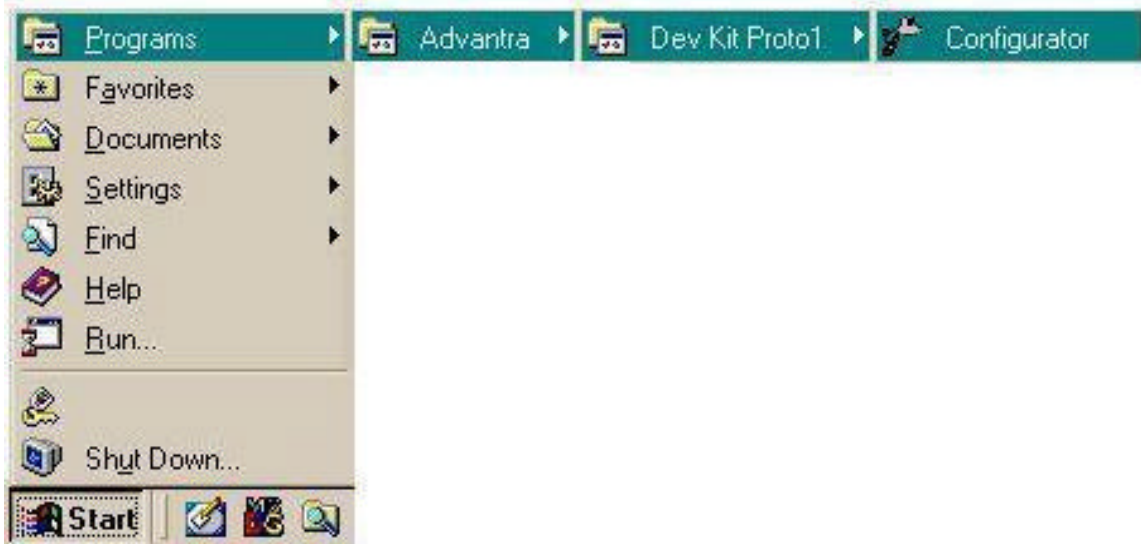 Programs Advantra Dev Kit Proto1 Configurator
Favorites
Documents
Settings
Find
Help
Run...
Shut Down...
Start